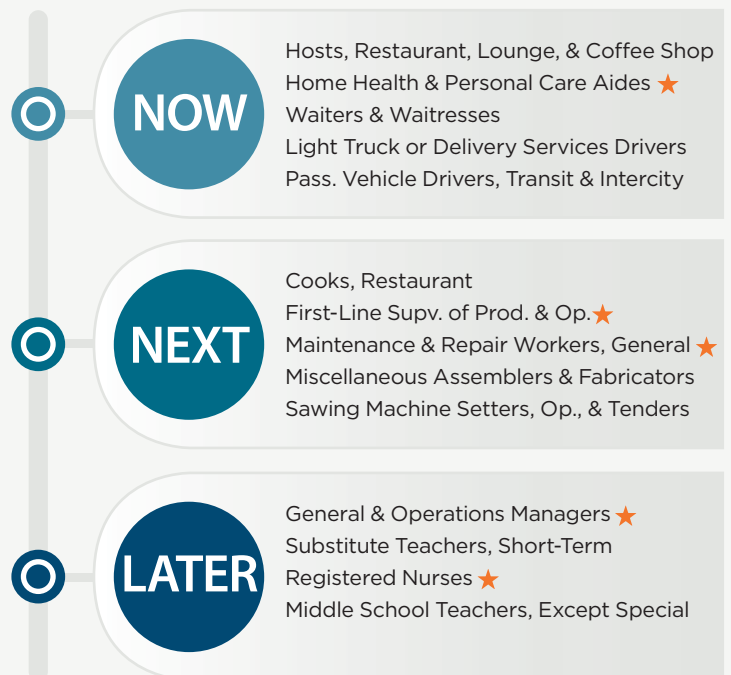 NOW
Hosts, Restaurant, Lounge, & Coffee Shop
Home Health & Personal Care Aides
Waiters & Waitresses
Light Truck or Delivery Services Drivers
Pass. Vehicle Drivers, Transit & Intercity
NEXT
Cooks, Restaurant
First-Line Supv. of Prod. & Op.
Maintenance & Repair Workers, General
Miscellaneous Assemblers & Fabricators
Sawing Machine Setters, Op., & Tenders
LATER
General & Operations Managers
Substitute Teachers, Short-Term
Registered Nurses
Middle School Teachers, Except Special